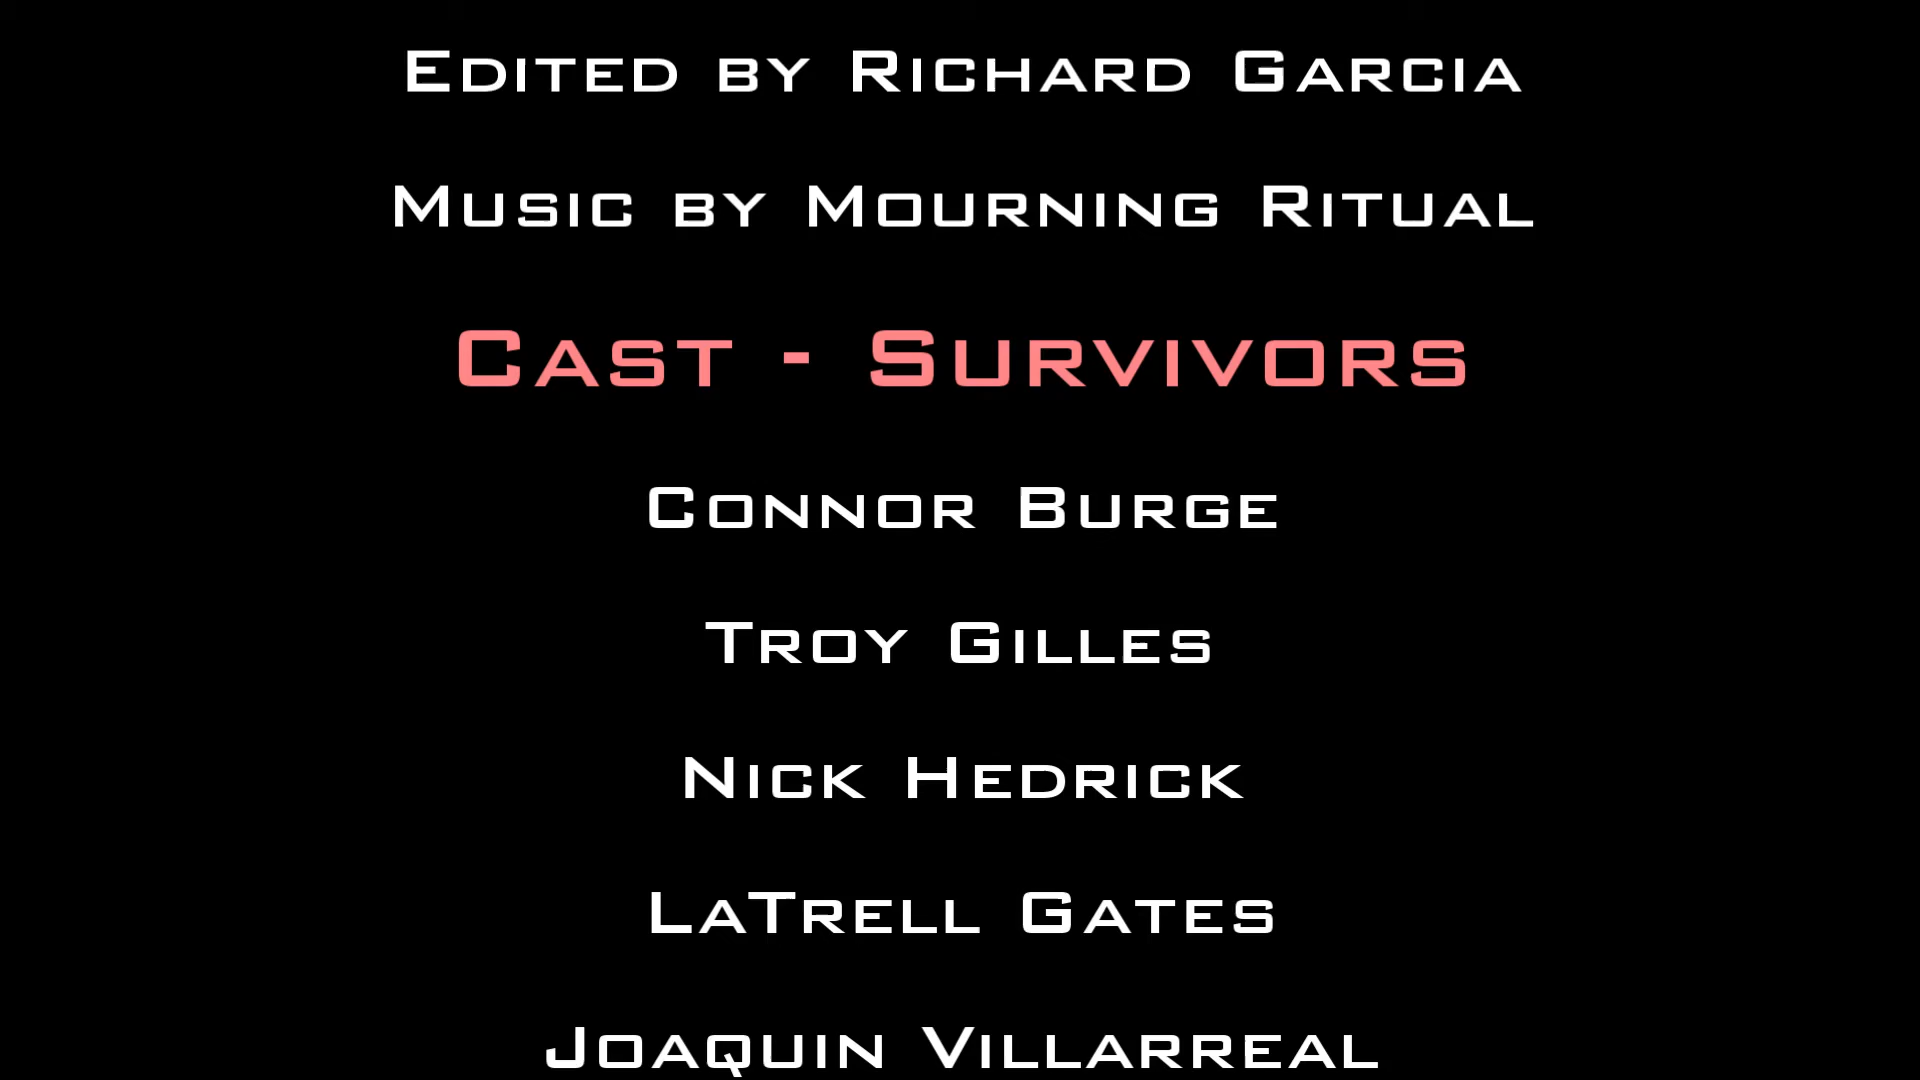 Edited by Richard Garcia
Music by Mourning Ritual
Cast - Survivors
Connor Burge
Troy Gilles
Nick Hedrick
LaTrell Gates
Joaquin Villarreal